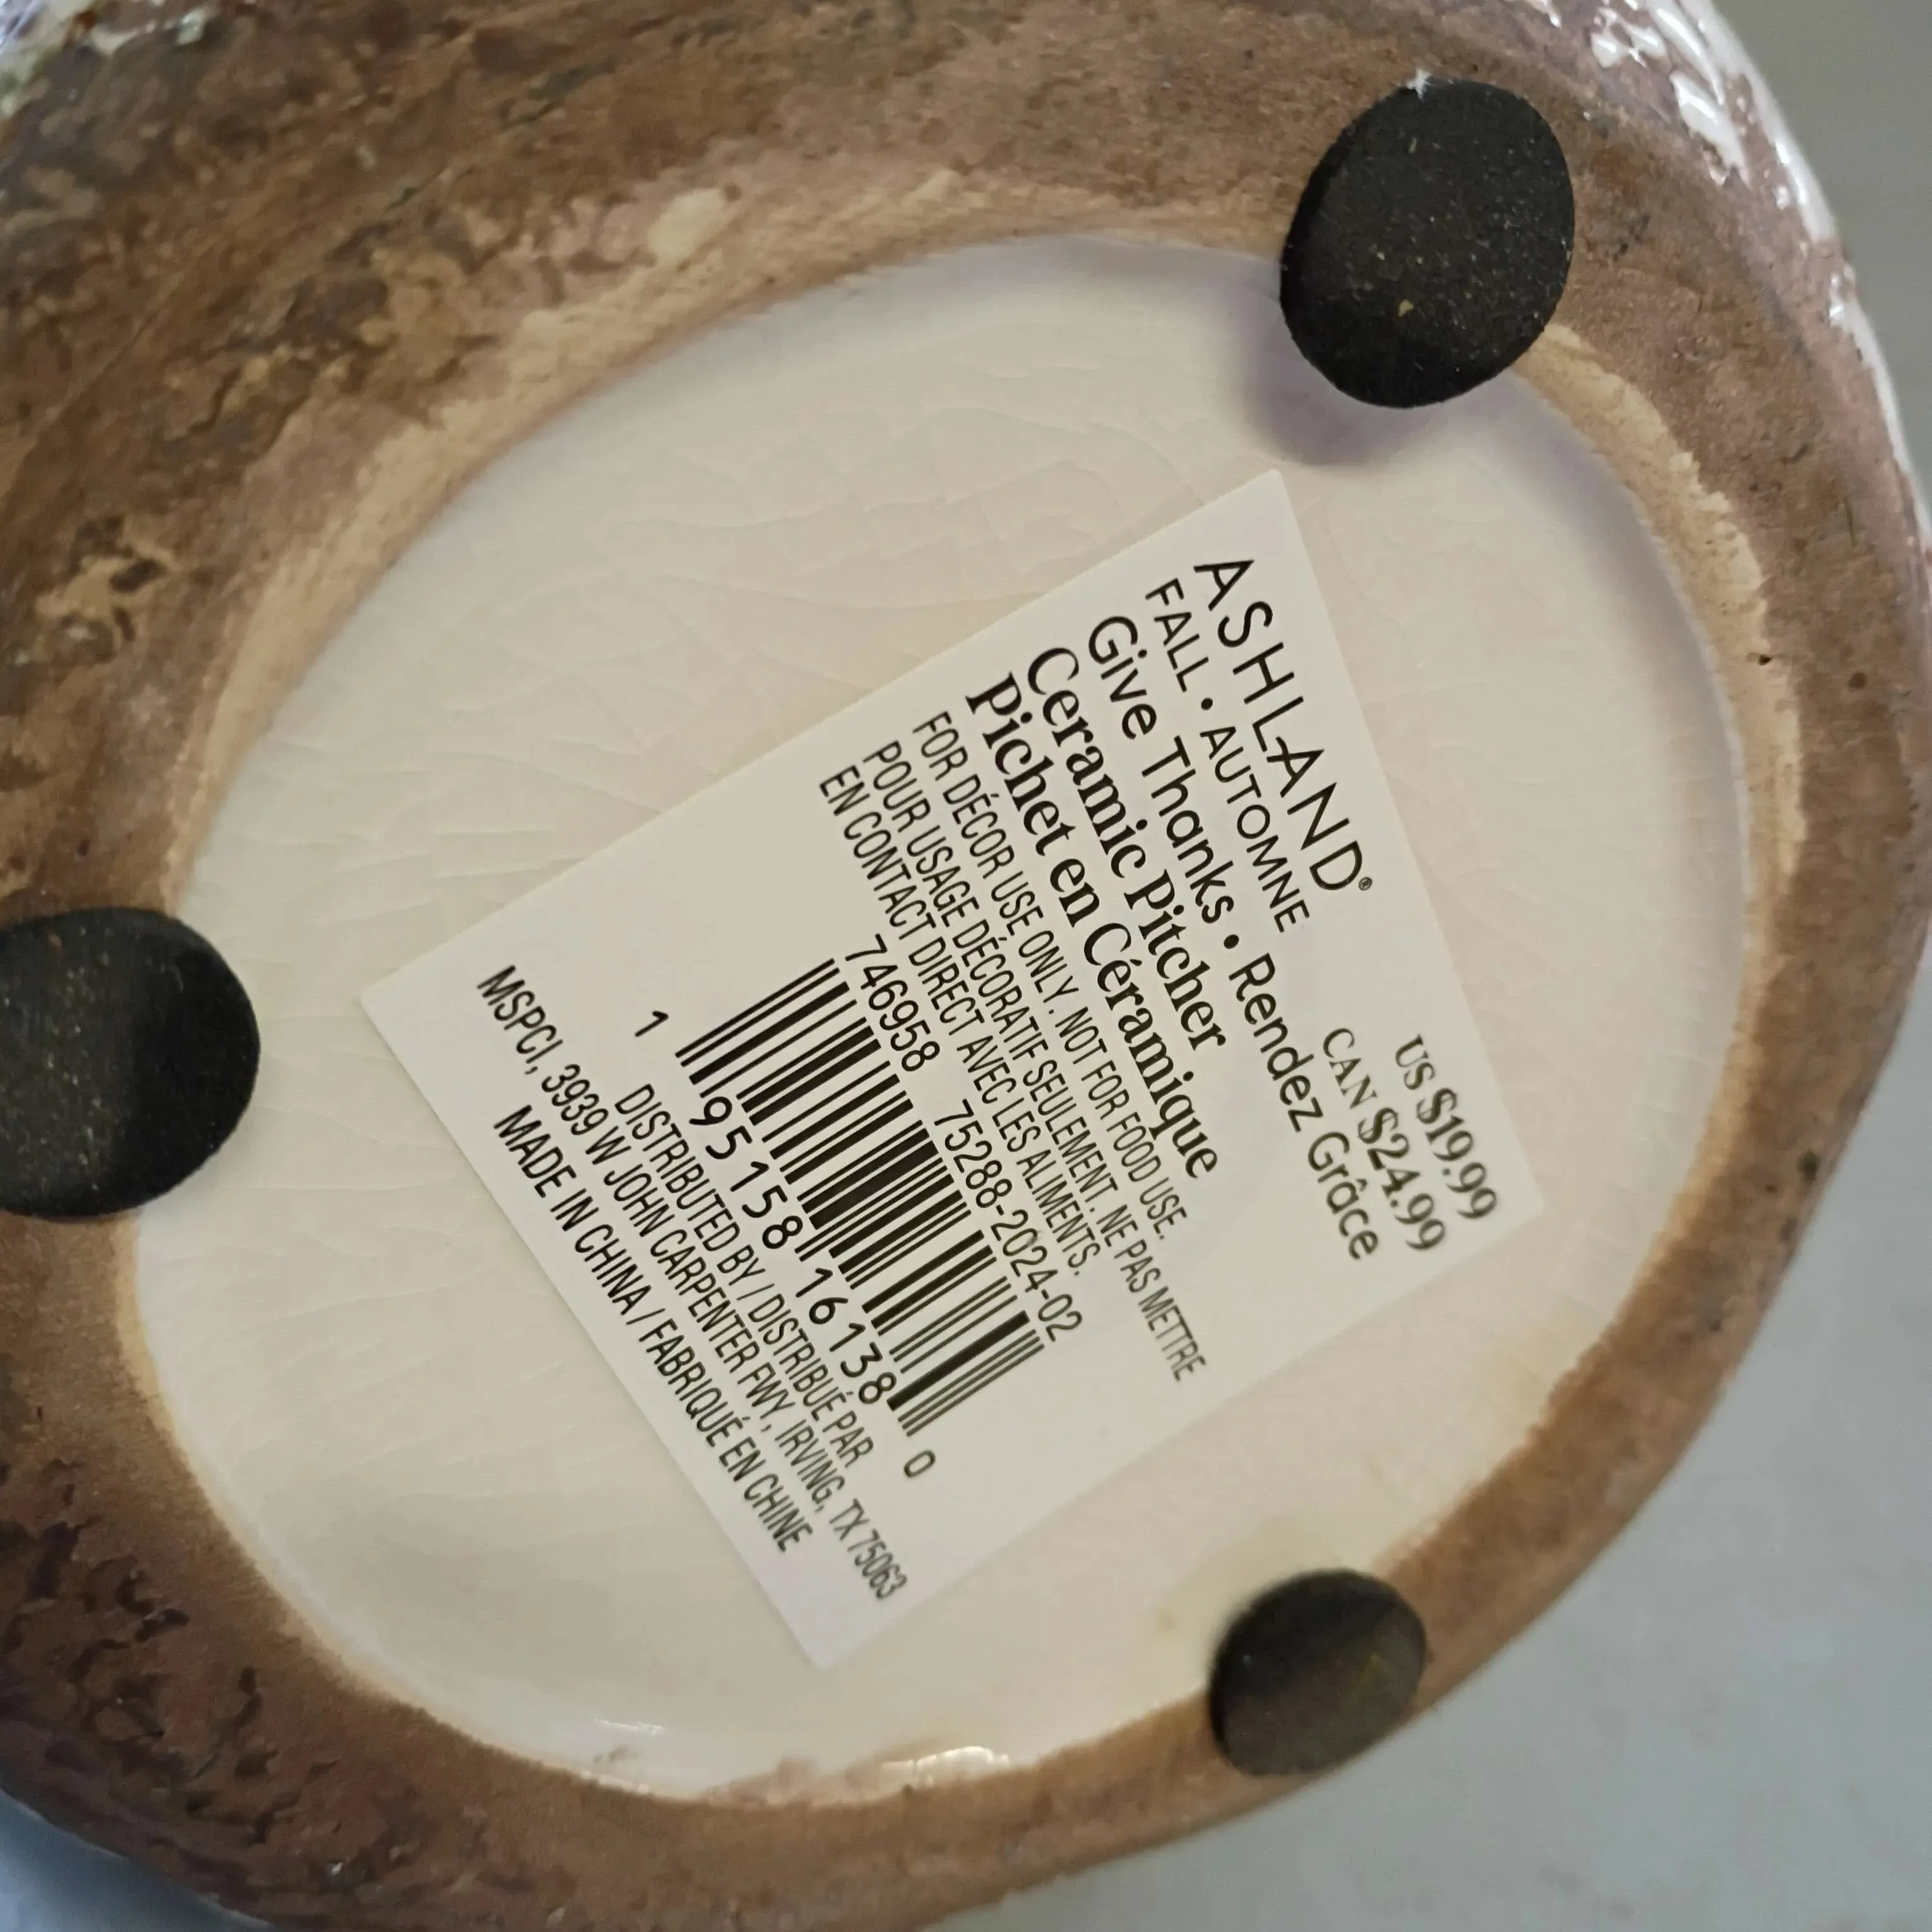 US $19.99
CAN $24.99
ASHLAND®
FALL • AUTOMNE
Give Thanks • Rendez Grâce
Ceramic Pitcher
Pichet en Céramique
FOR DÉCOR USE ONLY. NOT FOR FOOD USE.
POUR USAGE DÉCORATIF SEULEMENT. NE PAS METTRE
EN CONTACT DIRECT AVEC LES ALIMENTS.
746958 75288-2024-02
1 95158 16138 0
DISTRIBUTED BY / DISTRIBUÉ PAR
MSPCI, 3939 W JOHN CARPENTER FWY, IRVING, TX 75063
MADE IN CHINA / FABRIQUÉ EN CHINE